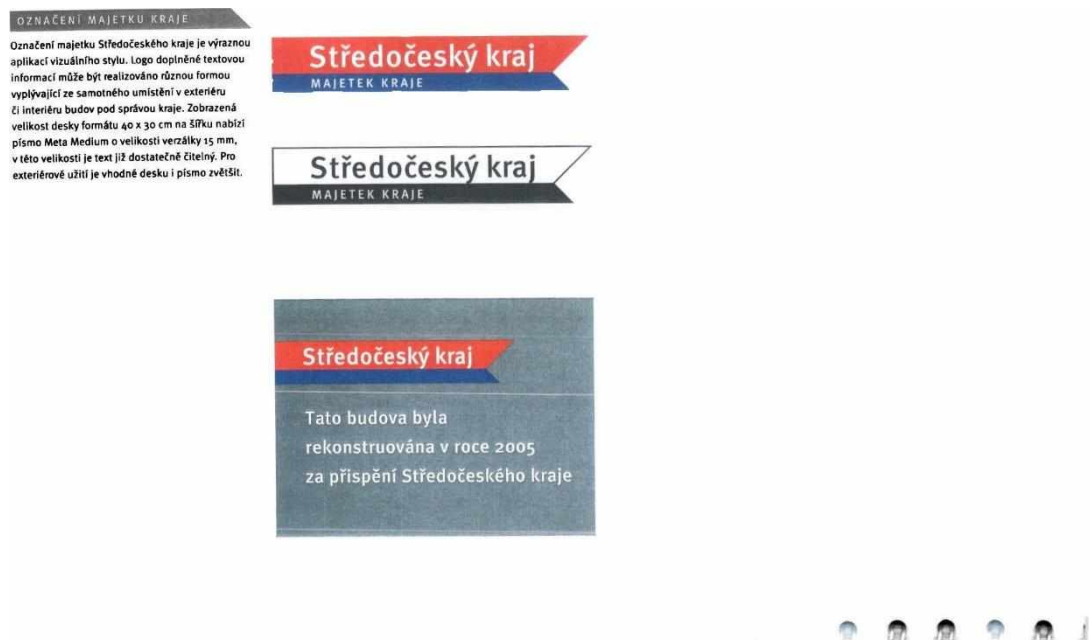 OZNAČENÍ MAJETKU KRAJE
Označení majetku Středočeského kraje je výraznou
aplikací vizuálního stylu. Logo doplněné textovou
informací může být realizováno různou formou
vyplývající ze samotného umístění v exteriéru
či interiéru budov pod správou kraje. Zobrazená
velikost desky formátu 40 x 30 cm na šířku nabízí
písmo Meta Medium o velikosti verzálky 15 mm,
v této velikosti je text již dostatečně čitelný. Pro
exteriérové užití je vhodné desku i písmo zvětšit.
Středočeský kraj
MAJETEK KRAJE
Středočeský kraj
MAJETEK KRAJE
Středočeský kraj
Tato budova byla
rekonstruována v roce 2005
za přispění Středočeského kraje